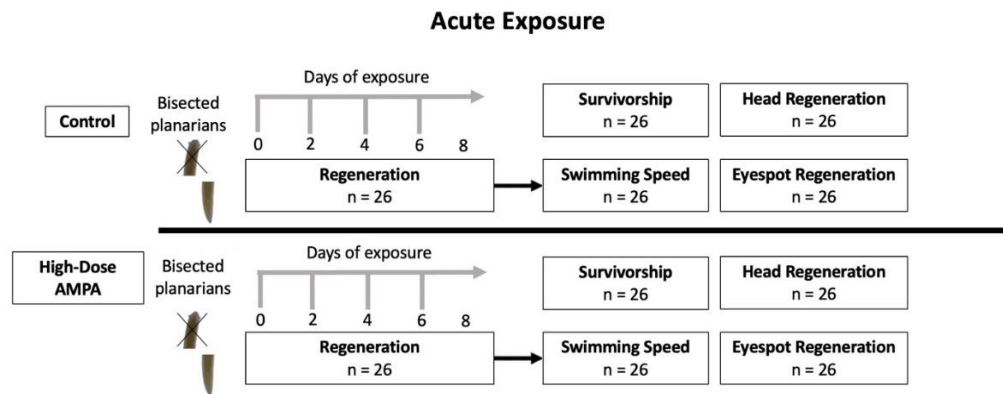 Acute Exposure
Control
Bisected
planarians
Days of exposure
0 2 4 6 8
Regeneration
n = 26
Survivorship
n = 26
Head Regeneration
n = 26
Swimming Speed
n = 26
Eyespot Regeneration
n = 26
High-Dose
AMPA
Bisected
planarians
Days of exposure
0 2 4 6 8
Regeneration
n = 26
Survivorship
n = 26
Head Regeneration
n = 26
Swimming Speed
n = 26
Eyespot Regeneration
n = 26